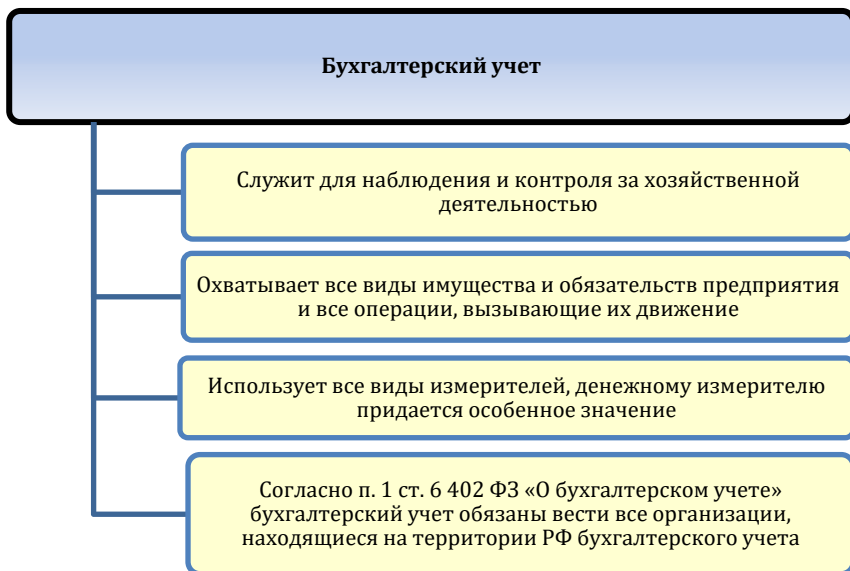 Бухгалтерский учет
Служит для наблюдения и контроля за хозяйственной
деятельностью
Охватывает все виды имущества и обязательств предприятия
и все операции, вызывающие их движение
Использует все виды измерителей, денежному измерителю
придается особенное значение
Согласно п. 1 ст. 6 402 ФЗ «О бухгалтерском учете»
бухгалтерский учет обязаны вести все организации,
находящиеся на территории РФ бухгалтерского учета